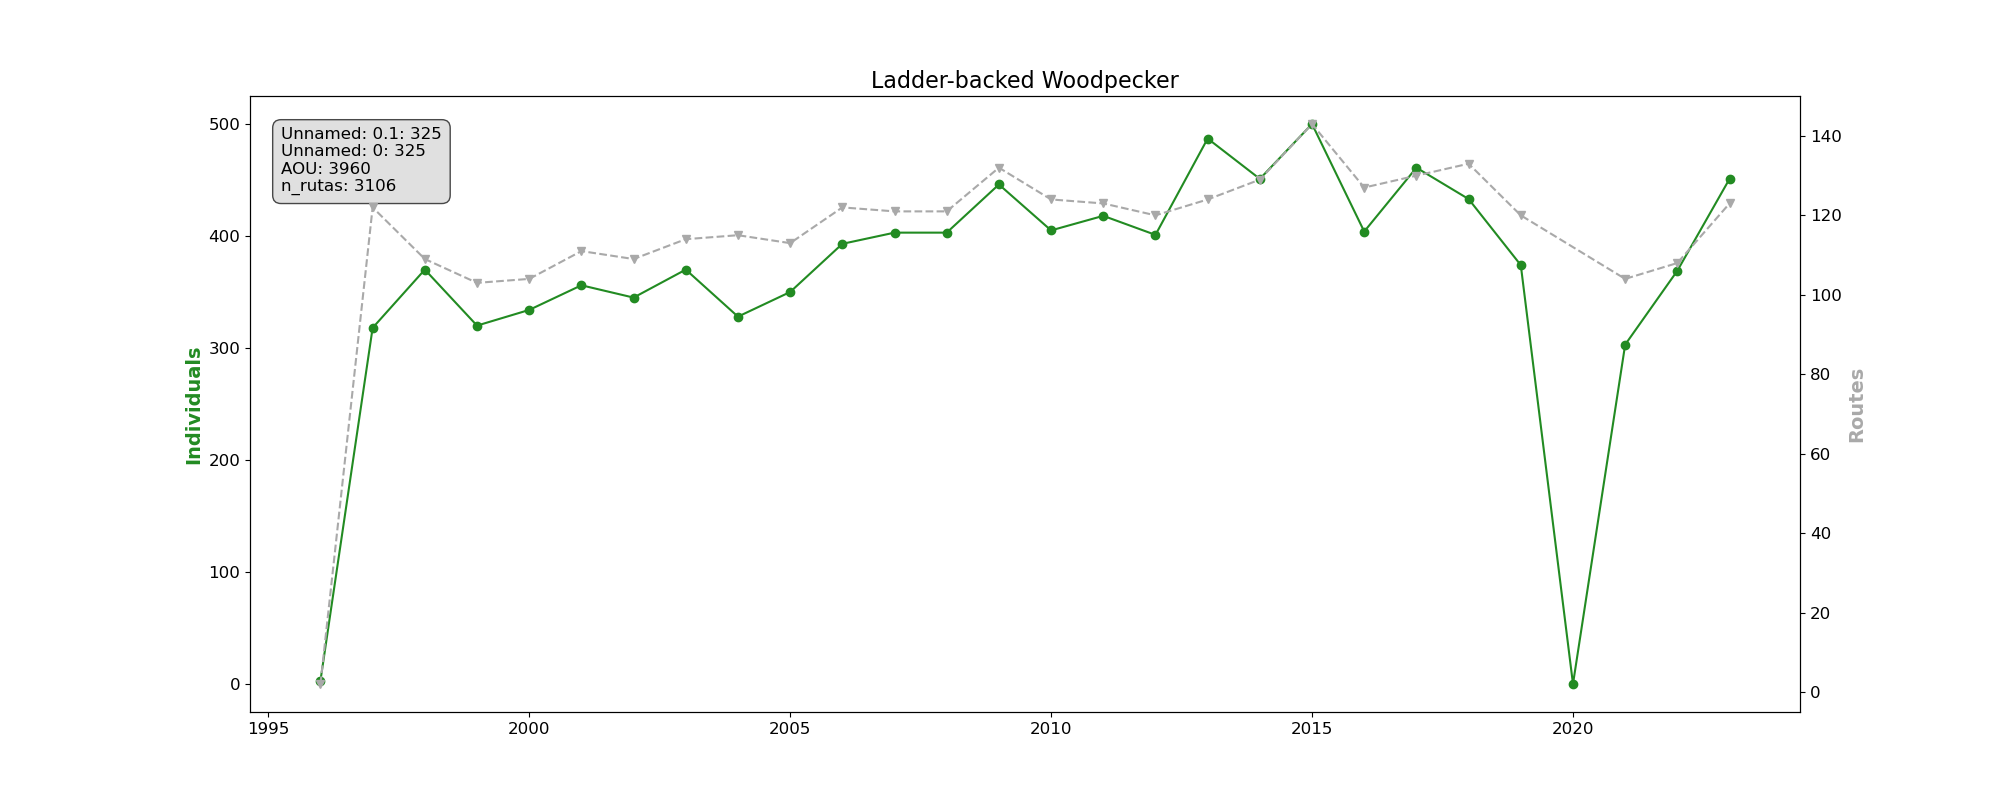 Ladder-backed Woodpecker
Unnamed: 0.1: 325
Unnamed: 0: 325
AOU: 3960
n_rutas: 3106
500
400
300
200
100
0
Individuals
140
120
100
80
60
40
20
0
Routes
1995 2000 2005 2010 2015 2020